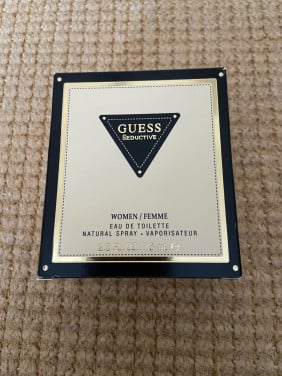 GUESS
SEDUCTIVE
WOMEN / FEMME
EAU DE TOILETTE
NATURAL SPRAY • VAPORISATEUR